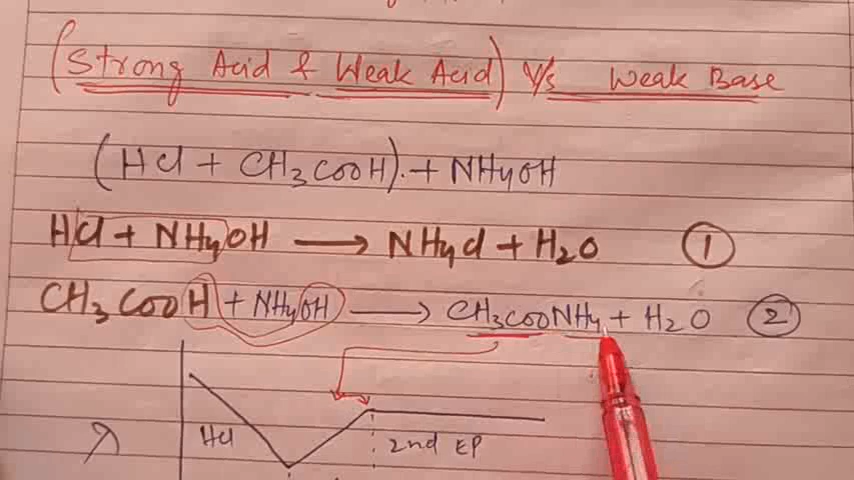 (Strong Acid & Weak Acid) V/s Weak Base
(HCl + CH3COOH) + NH4OH
HCl + NH4OH → NH4Cl + H2O 1
CH3COOH + NH4OH → CH3COONH4 + H2O 2
HCl
2nd EP